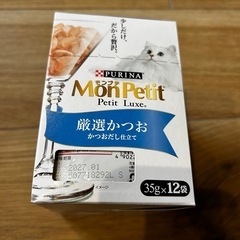 少しだけ、
だから贅沢。
PURINA
モンプチ
MonPetit
Petit Luxe®
厳選かつお
かつおだし仕立て
2027.01
507718292L S
35g×12袋